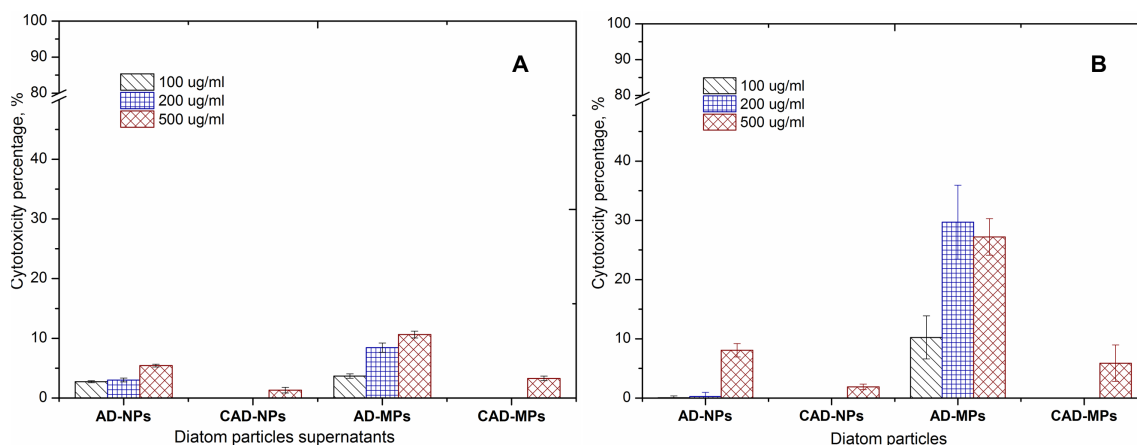 A
100
90
80
40
30
20
10
0
Cytotoxicity percentage, %
100 ug/ml
200 ug/ml
500 ug/ml
AD-NPs CAD-NPs AD-MPs CAD-MPs
Diatom particles supernatants
B
100
90
80
40
30
20
10
0
Cytotoxicity percentage, %
100 ug/ml
200 ug/ml
500 ug/ml
AD-NPs CAD-NPs AD-MPs CAD-MPs
Diatom particles